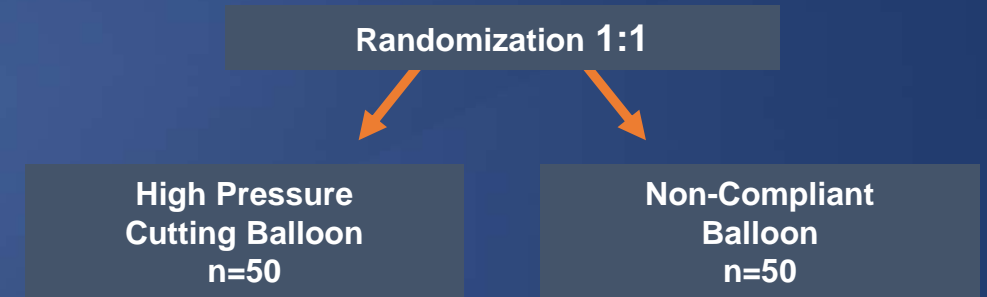 Randomization 1:1
High Pressure
Cutting Balloon
n=50
Non-Compliant
Balloon
n=50